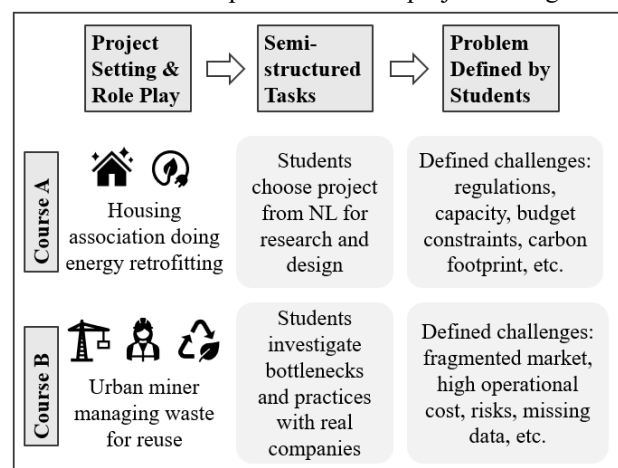 Project
Setting &
Role Play
Semi-
structured
Tasks
Problem
Defined by
Students
Course A
Housing
association doing
energy retrofitting
Students
choose project
from NL for
research and
design
Defined challenges:
regulations,
capacity, budget
constraints, carbon
footprint, etc.
Course B
Urban miner
managing waste
for reuse
Students
investigate
bottlenecks
and practices
with real
companies
Defined challenges:
fragmented market,
high operational
cost, risks, missing
data, etc.